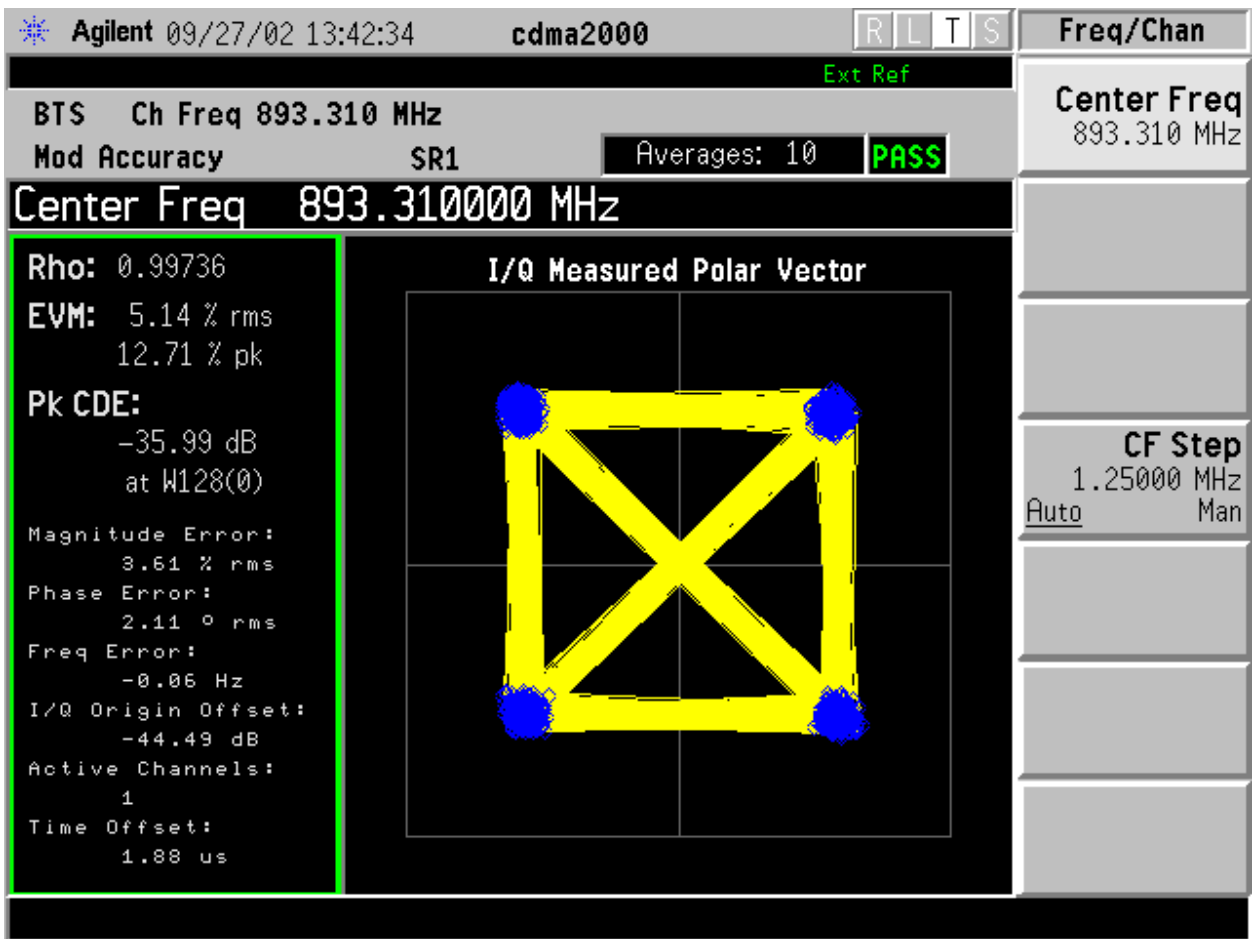 Agilent 09/27/02 13:42:34 cdma2000 R L T S Freq/Chan
Ext Ref
BTS Ch Freq 893.310 MHz
Mod Accuracy SR1 Averages: 10 PASS
Center Freq 893.310000 MHz
Rho: 0.99736
EVM: 5.14 % rms
12.71 % pk
Pk CDE:
-35.99 dB
at W128(0)
Magnitude Error:
3.61 % rms
Phase Error:
2.11 º rms
Freq Error:
-0.06 Hz
I/Q Origin Offset:
-44.49 dB
Active Channels:
1
Time Offset:
1.88 us
I/Q Measured Polar Vector
Center Freq
893.310 MHz
CF Step
1.25000 MHz
Auto Man